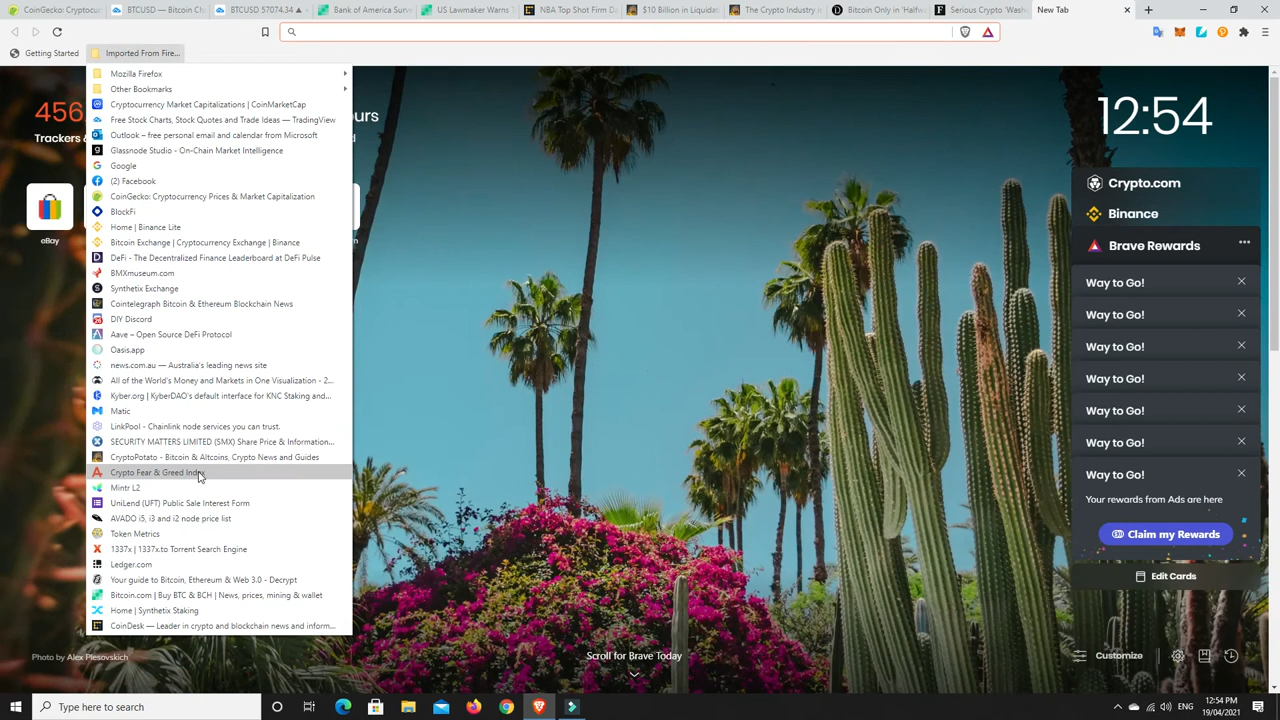 CoinGecko: Cryptocurr
BTCUSD — Bitcoin Ch
BTCUSD 57074.34 ▲
Bank of America Surv
US Lawmaker Warns T
NBA Top Shot Firm D
$10 Billion in Liquidat
The Crypto Industry i
Bitcoin Only in 'Halfw
Serious Crypto 'Wash
New Tab
Getting Started
Imported From Fire...
Mozilla Firefox
Other Bookmarks
Cryptocurrency Market Capitalizations | CoinMarketCap
Free Stock Charts, Stock Quotes and Trade Ideas — TradingView
Outlook – free personal email and calendar from Microsoft
Glassnode Studio - On-Chain Market Intelligence
Google
(2) Facebook
CoinGecko: Cryptocurrency Prices & Market Capitalization
BlockFi
Home | Binance Lite
Bitcoin Exchange | Cryptocurrency Exchange | Binance
DeFi - The Decentralized Finance Leaderboard at DeFi Pulse
BMXmuseum.com
Synthetix Exchange
Cointelegraph Bitcoin & Ethereum Blockchain News
DIY Discord
Aave – Open Source DeFi Protocol
Oasis.app
news.com.au — Australia's leading news site
All of the World's Money and Markets in One Visualization - 2...
Kyber.org | KyberDAO's default interface for KNC Staking and...
Matic
LinkPool - Chainlink node services you can trust.
SECURITY MATTERS LIMITED (SMX) Share Price & Information...
CryptoPotato - Bitcoin & Altcoins, Crypto News and Guides
Crypto Fear & Greed Index
Mintr L2
UniLend (UFT) Public Sale Interest Form
AVADO i5, i3 and i2 node price list
Token Metrics
1337x | 1337x.to Torrent Search Engine
Ledger.com
Your guide to Bitcoin, Ethereum & Web 3.0 - Decrypt
Bitcoin.com | Buy BTC & BCH | News, prices, mining & wallet
Home | Synthetix Staking
CoinDesk — Leader in crypto and blockchain news and inform...
456
Trackers
eBay
12:54
Crypto.com
Binance
Brave Rewards
Way to Go!
Way to Go!
Way to Go!
Way to Go!
Way to Go!
Way to Go!
Way to Go!
Your rewards from Ads are here
Claim my Rewards
Edit Cards
Photo by Alex Plesovskich
Scroll for Brave Today
Customize
Type here to search
ENG
12:54 PM
19/04/2021